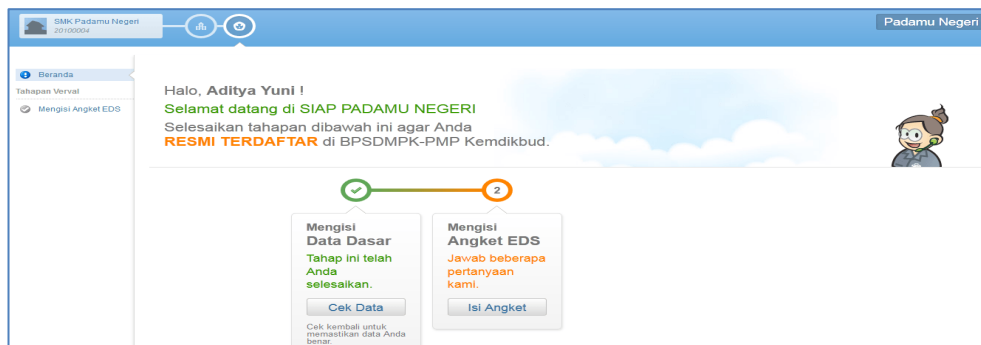 SMK Padamu Negeri
20100004
Padamu Negeri
Beranda
Tahapan Verval
Mengisi Angket EDS
Halo, Aditya Yuni !
Selamat datang di SIAP PADAMU NEGERI
Selesaikan tahapan dibawah ini agar Anda
RESMI TERDAFTAR di BPSDMPK-PMP Kemdikbud.
2
Mengisi
Data Dasar
Tahap ini telah
Anda
selesaikan.
Cek Data
Cek kembali untuk
memastikan data Anda
benar.
Mengisi
Angket EDS
Jawab beberapa
pertanyaan
kami.
Isi Angket